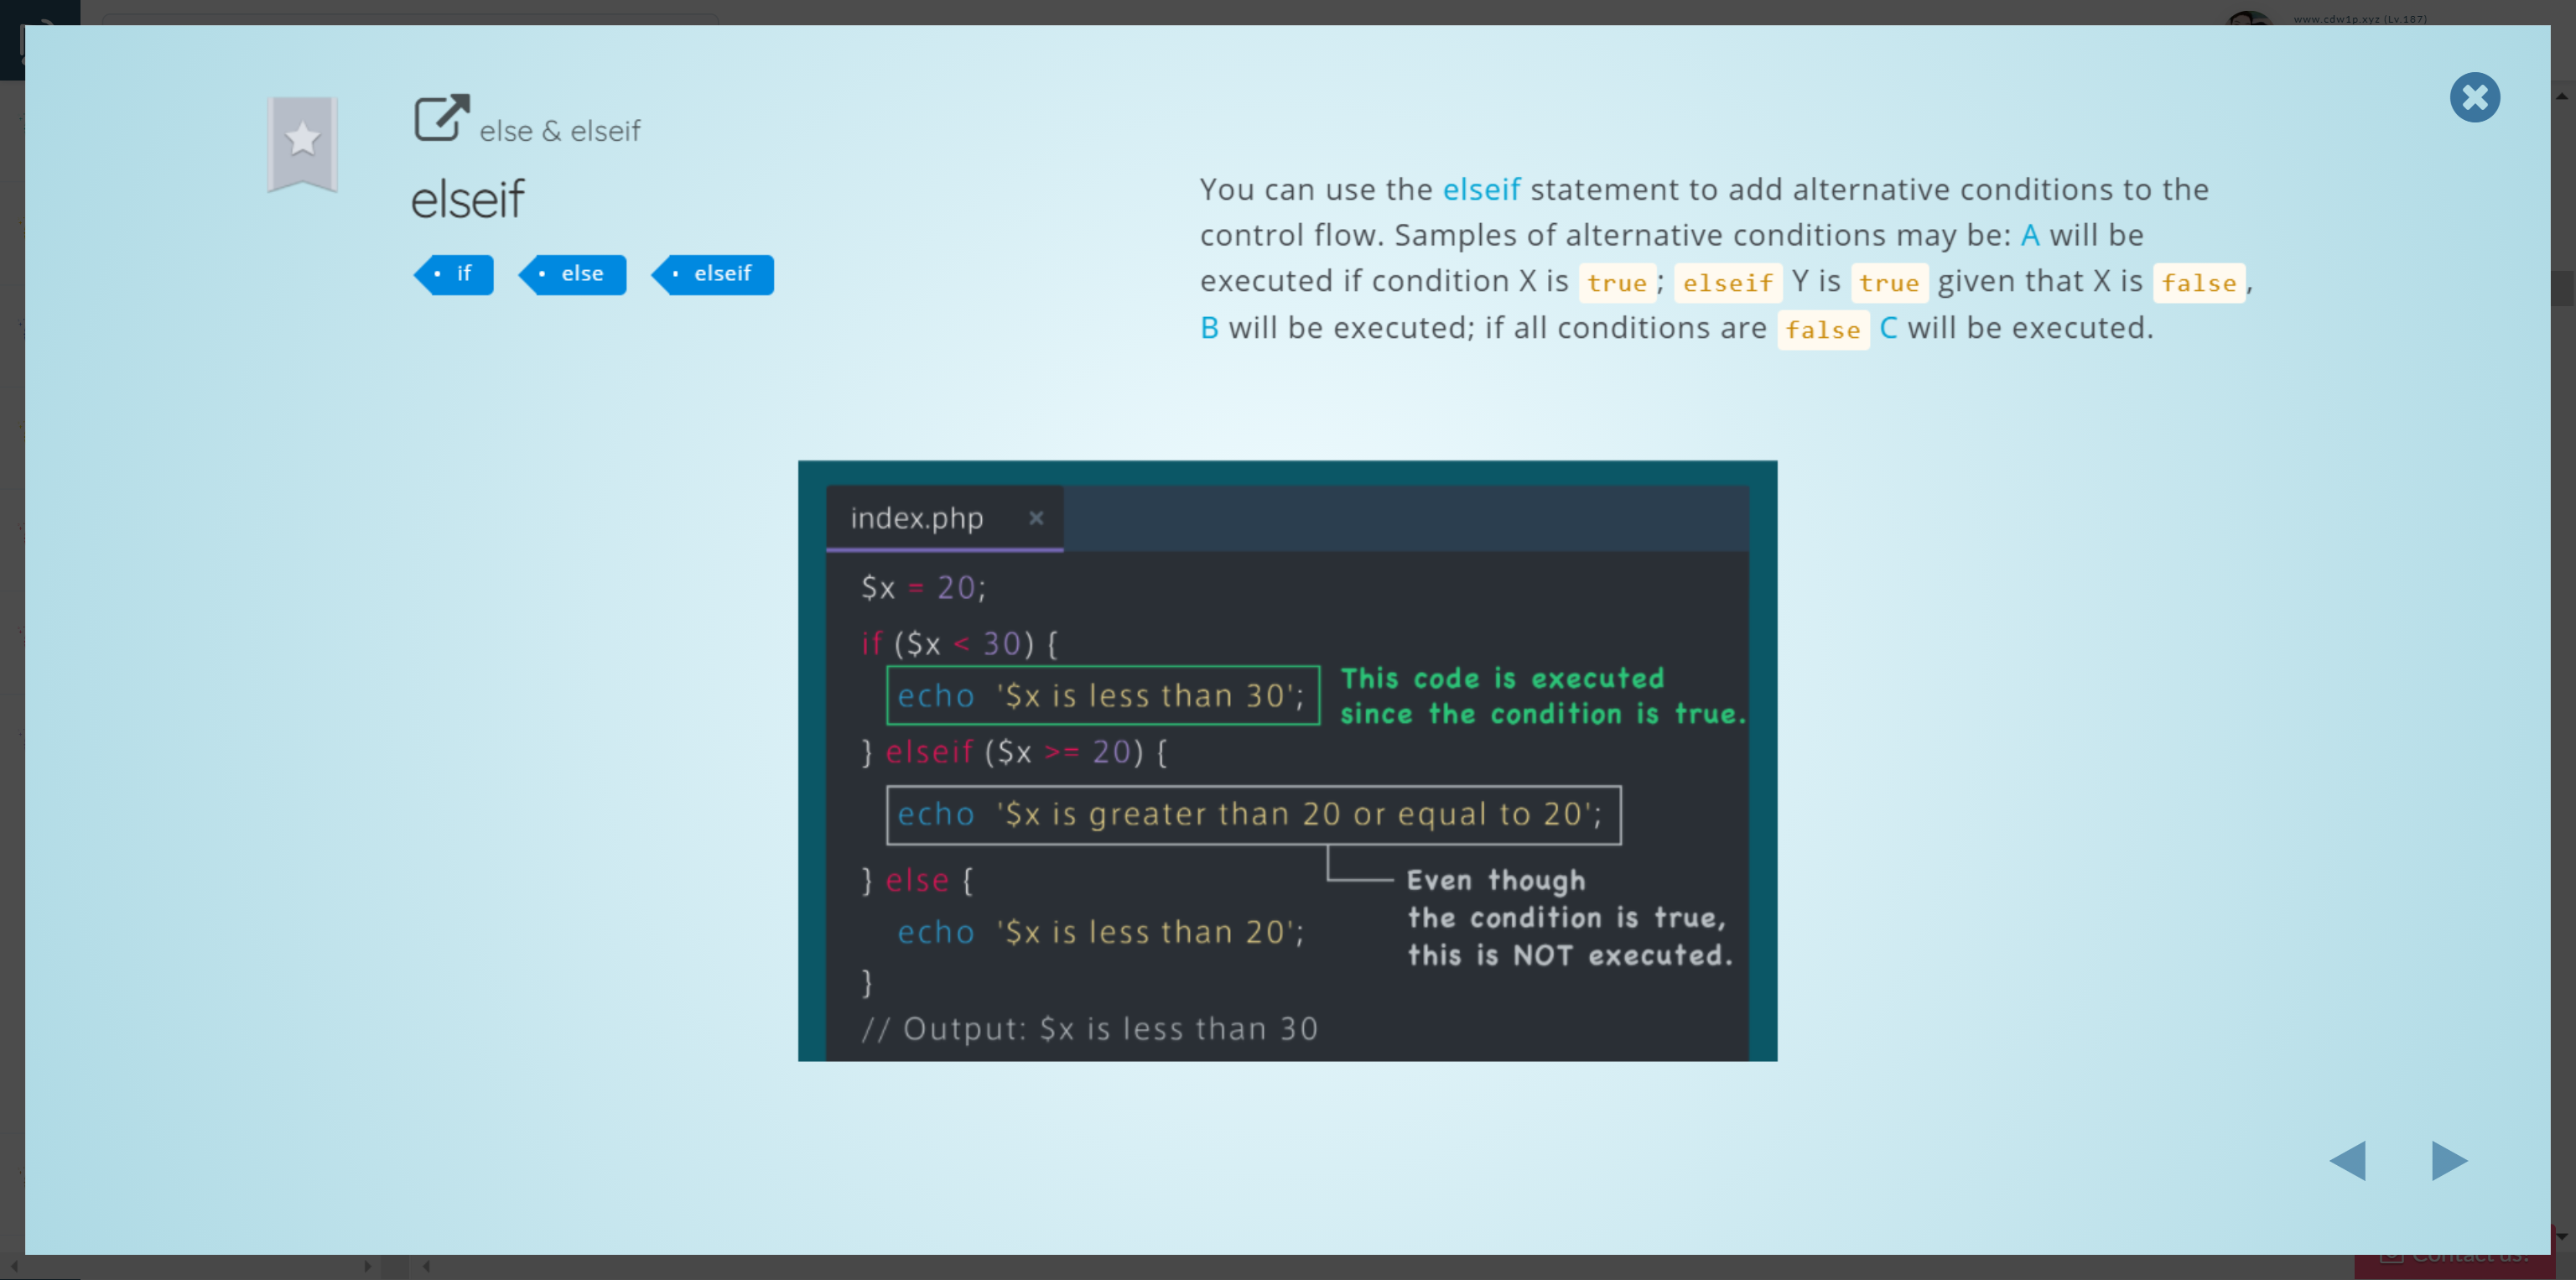 www.cdw1p.xyz (Lv.187)
else & elseif
elseif
if
else
elseif
You can use the elseif statement to add alternative conditions to the
control flow. Samples of alternative conditions may be: A will be
executed if condition X is true; elseif Y is true given that X is false,
B will be executed; if all conditions are false C will be executed.
index.php ×
$x = 20;
if ($x < 30) {
echo '$x is less than 30';
This code is executed
since the condition is true.
} elseif ($x >= 20) {
echo '$x is greater than 20 or equal to 20';
} else {
Even though
the condition is true,
this is NOT executed.
echo '$x is less than 20';
}
// Output: $x is less than 30
Contact us!